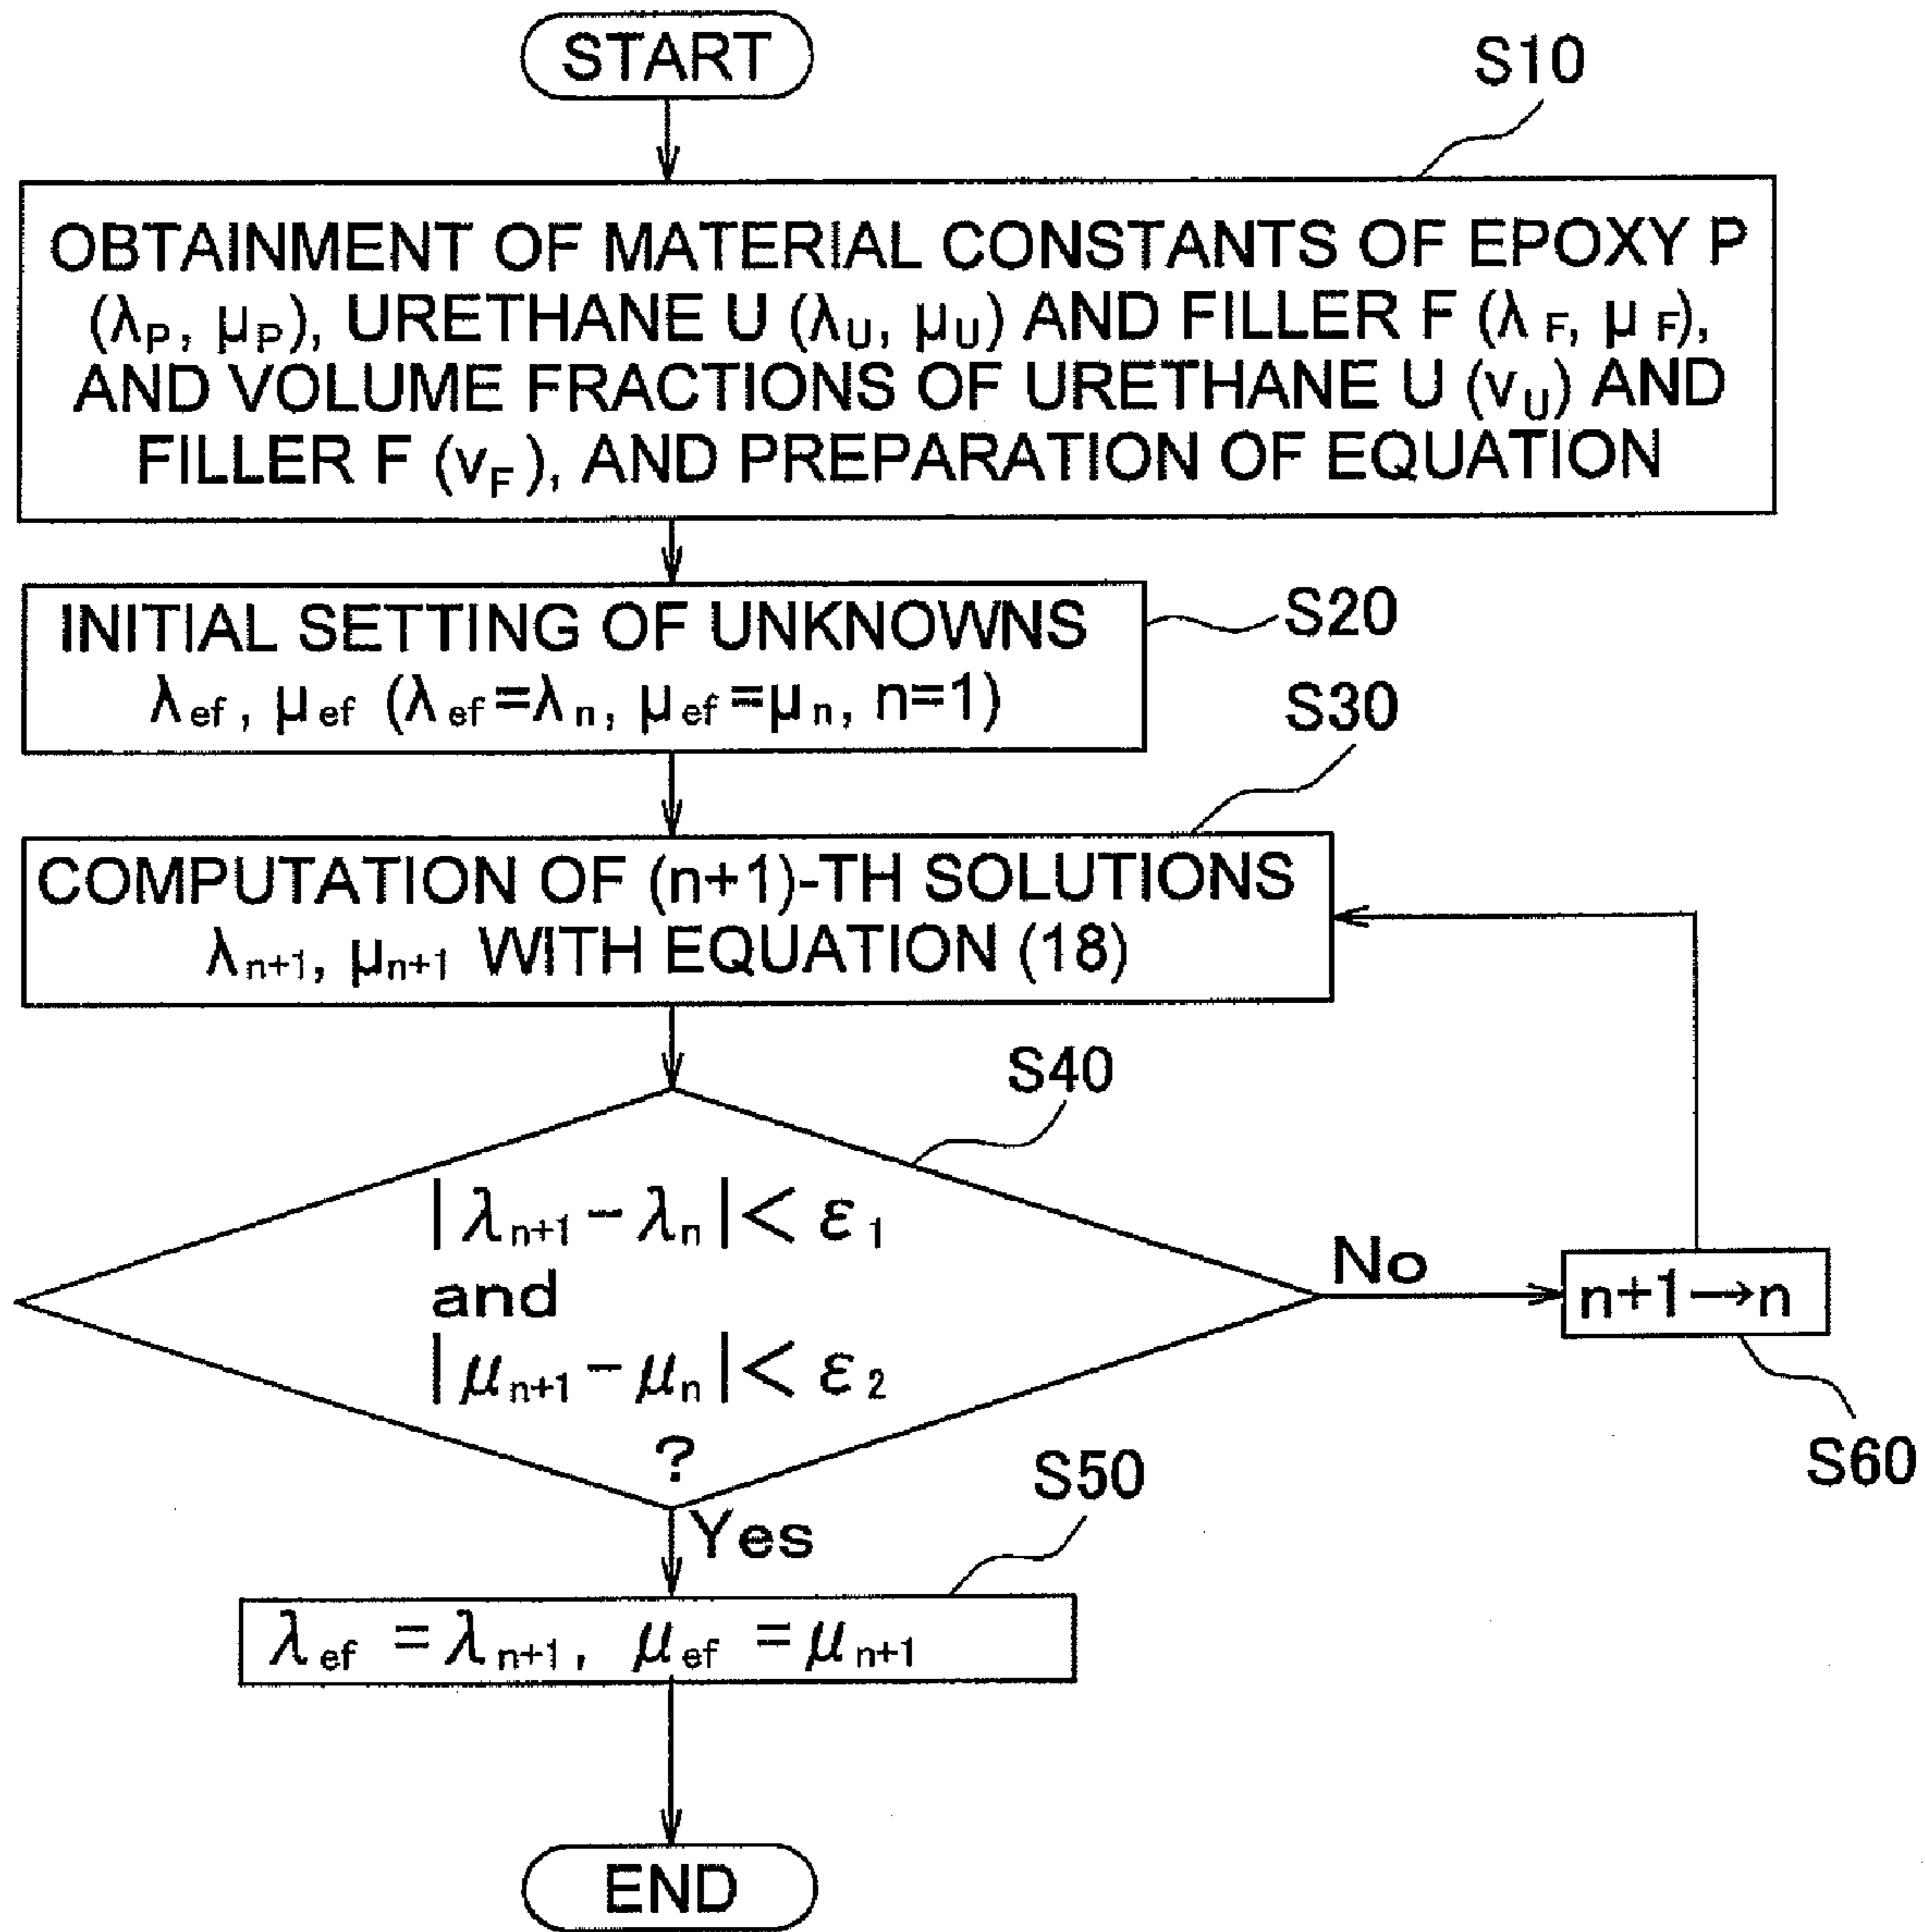 START
S10
OBTAINMENT OF MATERIAL CONSTANTS OF EPOXY P
(λP, μP), URETHANE U (λU, μU) AND FILLER F (λF, μF),
AND VOLUME FRACTIONS OF URETHANE U (vU) AND
FILLER F (vF), AND PREPARATION OF EQUATION
INITIAL SETTING OF UNKNOWNS
λef, μef (λef=λn, μef=μn, n=1)
S20
S30
COMPUTATION OF (n+1)-TH SOLUTIONS
λn+1, μn+1 WITH EQUATION (18)
S40
|λn+1−λn|< ε1
and
|μn+1−μn|< ε2
?
No
n+1→n
S60
Yes
S50
λef =λn+1, μef =μn+1
END